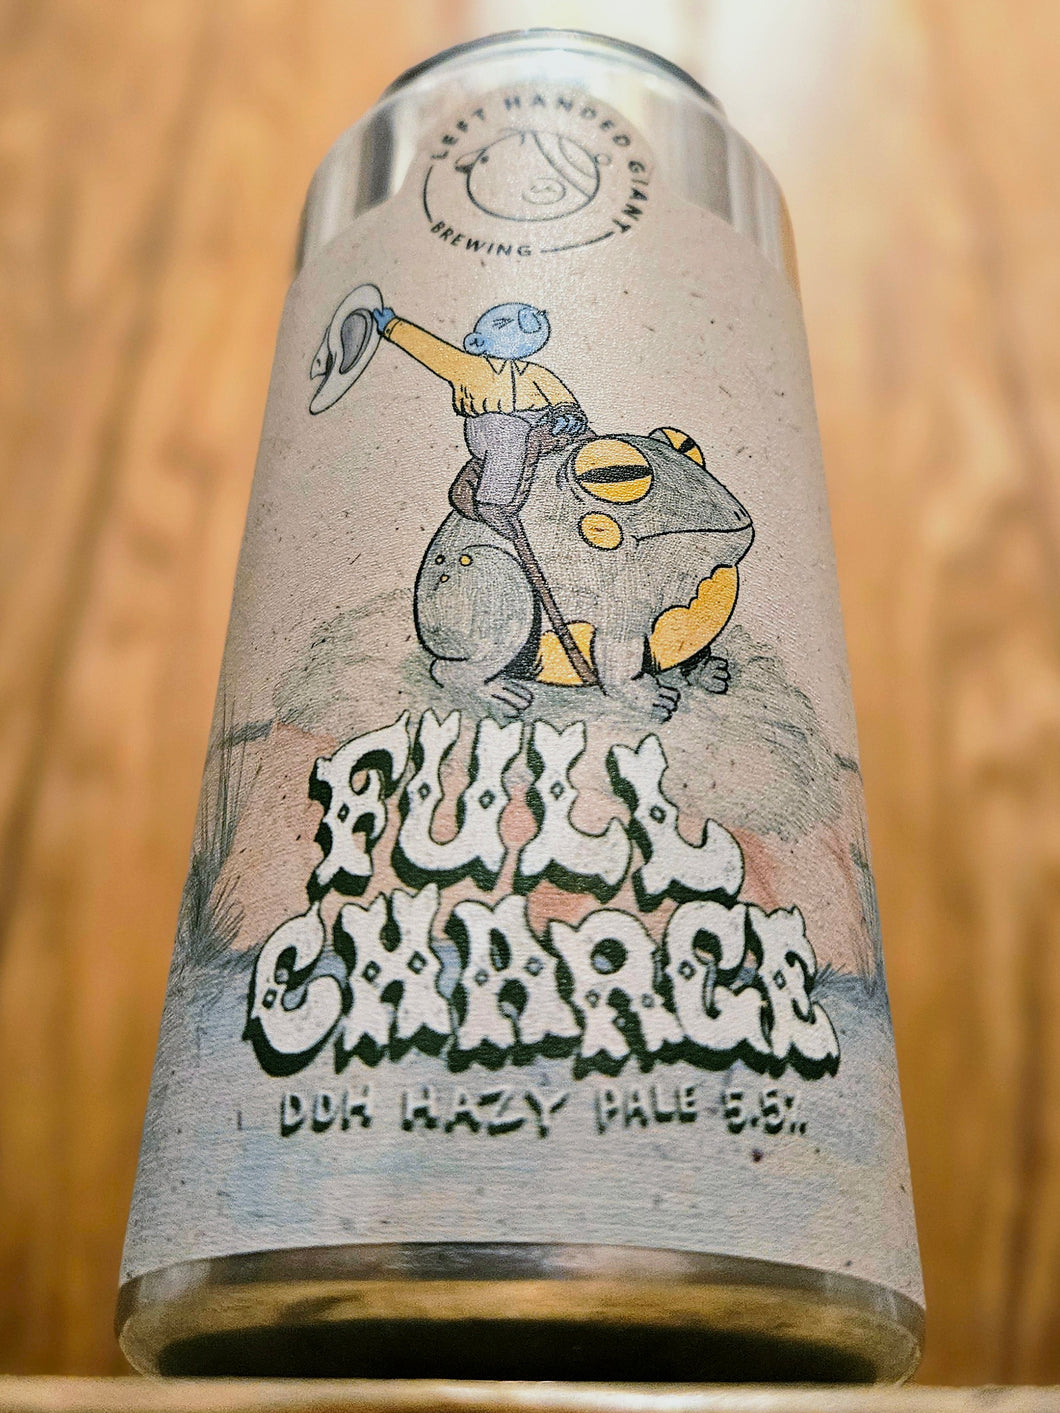 LEFT HANDED GIANT
BREWING
FULL
CHARGE
DDH HAZY PALE 5.5%